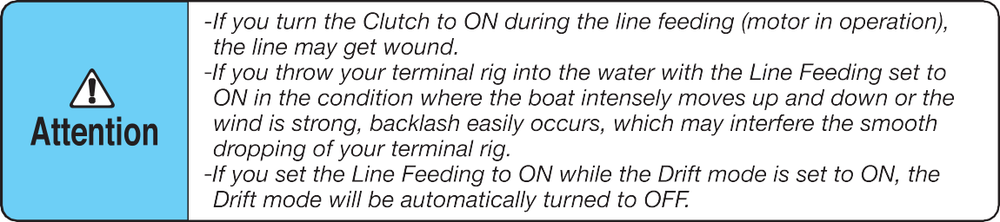 Attention
-If you turn the Clutch to ON during the line feeding (motor in operation),
the line may get wound.
-If you throw your terminal rig into the water with the Line Feeding set to
ON in the condition where the boat intensely moves up and down or the
wind is strong, backlash easily occurs, which may interfere the smooth
dropping of your terminal rig.
-If you set the Line Feeding to ON while the Drift mode is set to ON, the
Drift mode will be automatically turned to OFF.